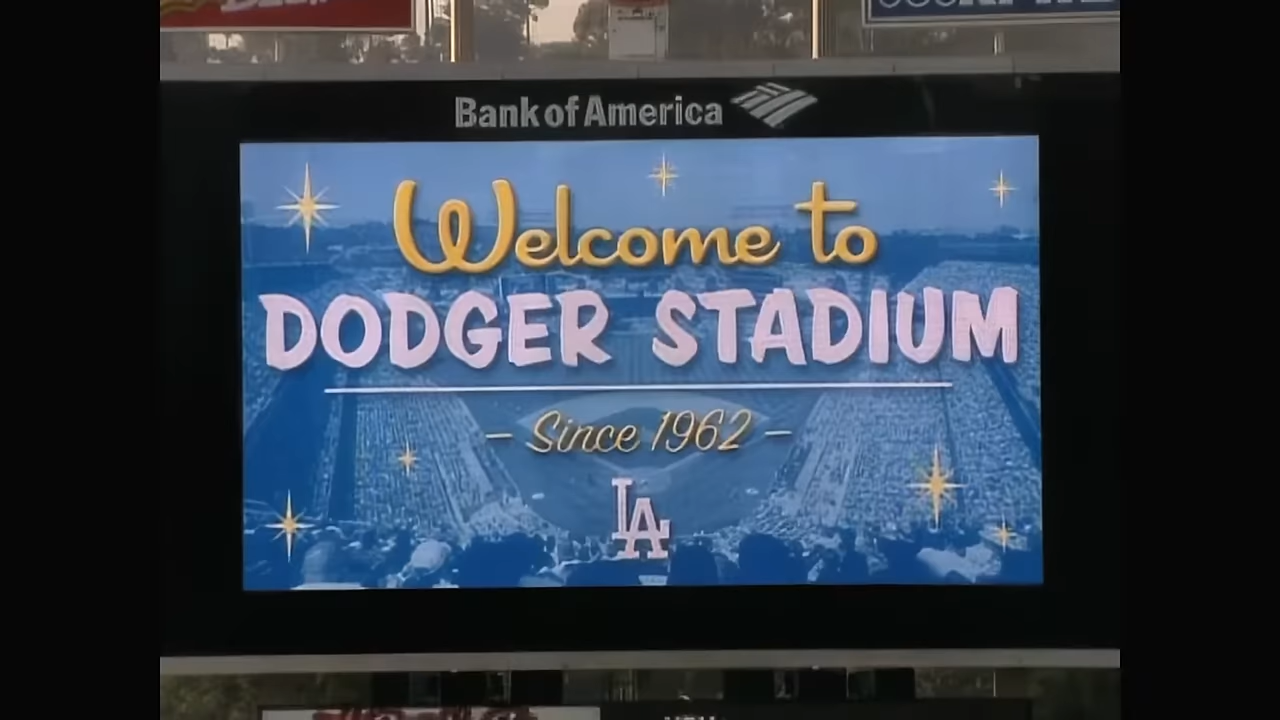 Bank of America
Welcome to
DODGER STADIUM
– Since 1962 –
LA